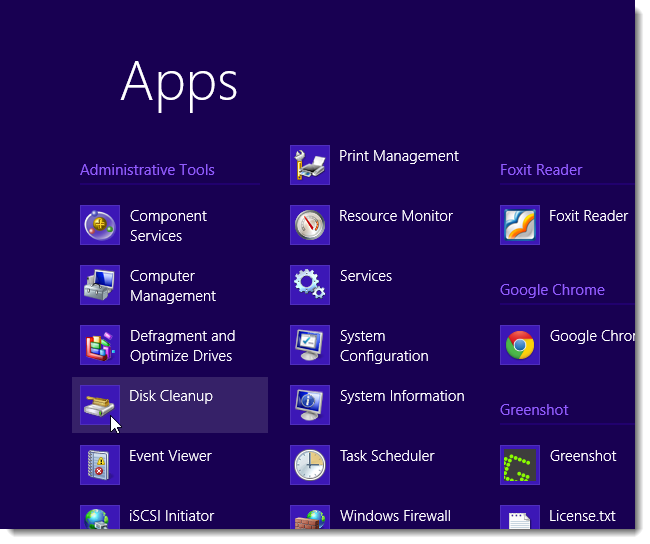 Apps
Administrative Tools
Component
Services
Computer
Management
Defragment and
Optimize Drives
Disk Cleanup
Event Viewer
iSCSI Initiator
Print Management
Resource Monitor
Services
System
Configuration
System Information
Task Scheduler
Windows Firewall
Foxit Reader
Foxit Reader
Google Chrome
Google Chro
Greenshot
Greenshot
License.txt